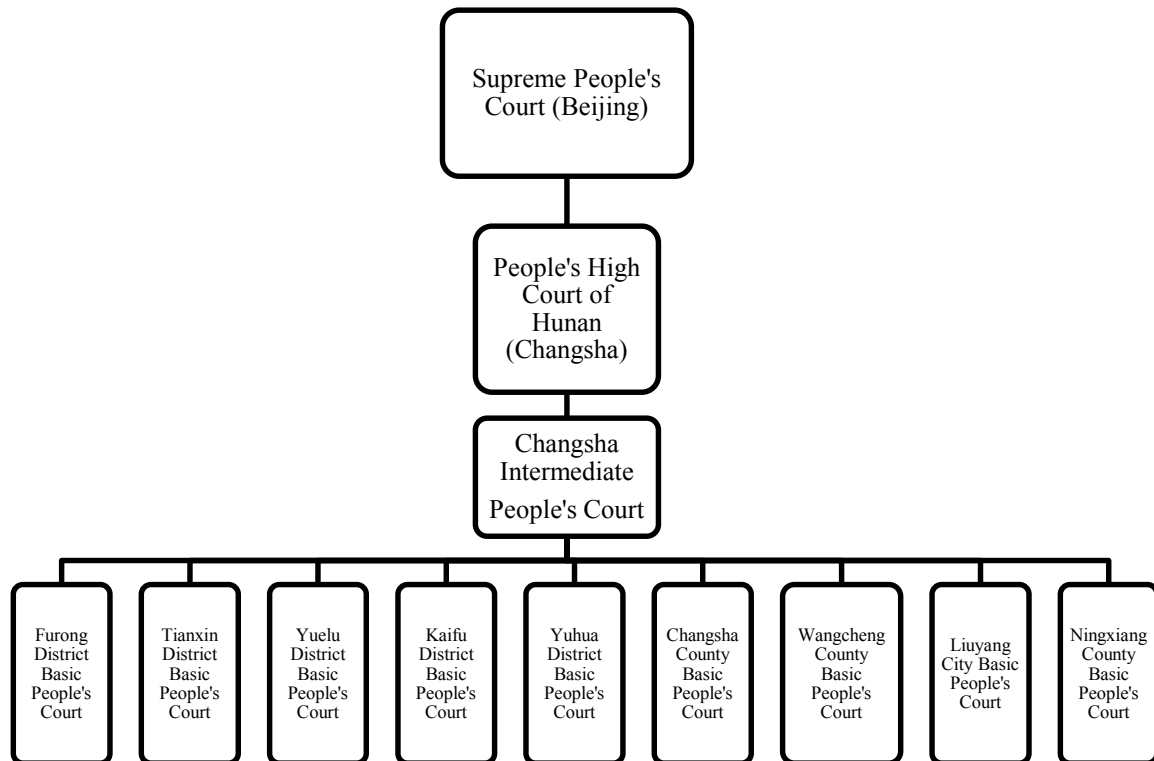 Supreme People's
Court (Beijing)
People's High
Court of
Hunan
(Changsha)
Changsha
Intermediate
People's Court
Furong
District
Basic
People's
Court
Tianxin
District
Basic
People's
Court
Yuelu
District
Basic
People's
Court
Kaifu
District
Basic
People's
Court
Yuhua
District
Basic
People's
Court
Changsha
County
Basic
People's
Court
Wangcheng
County
Basic
People's
Court
Liuyang
City Basic
People's
Court
Ningxiang
County
Basic
People's
Court